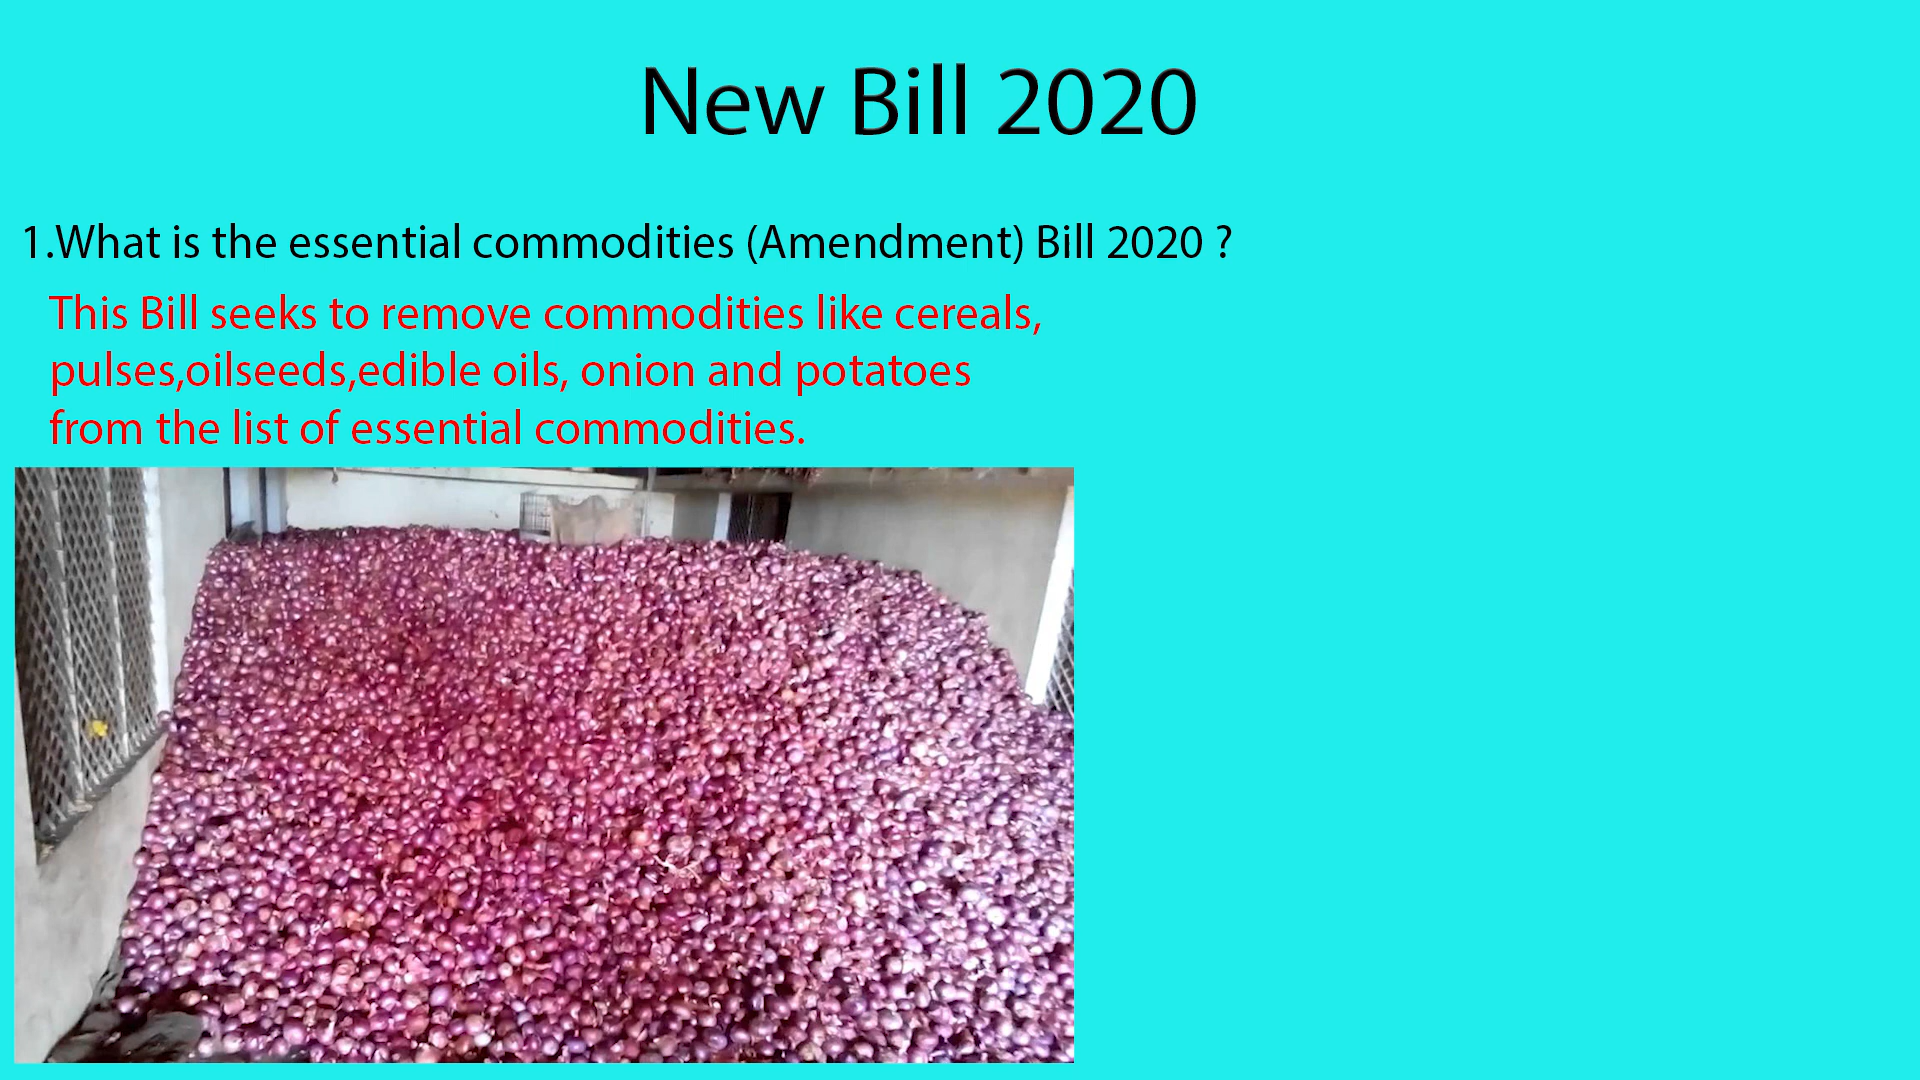 New Bill 2020
1.What is the essential commodities (Amendment) Bill 2020 ?
This Bill seeks to remove commodities like cereals,
pulses,oilseeds,edible oils, onion and potatoes
from the list of essential commodities.